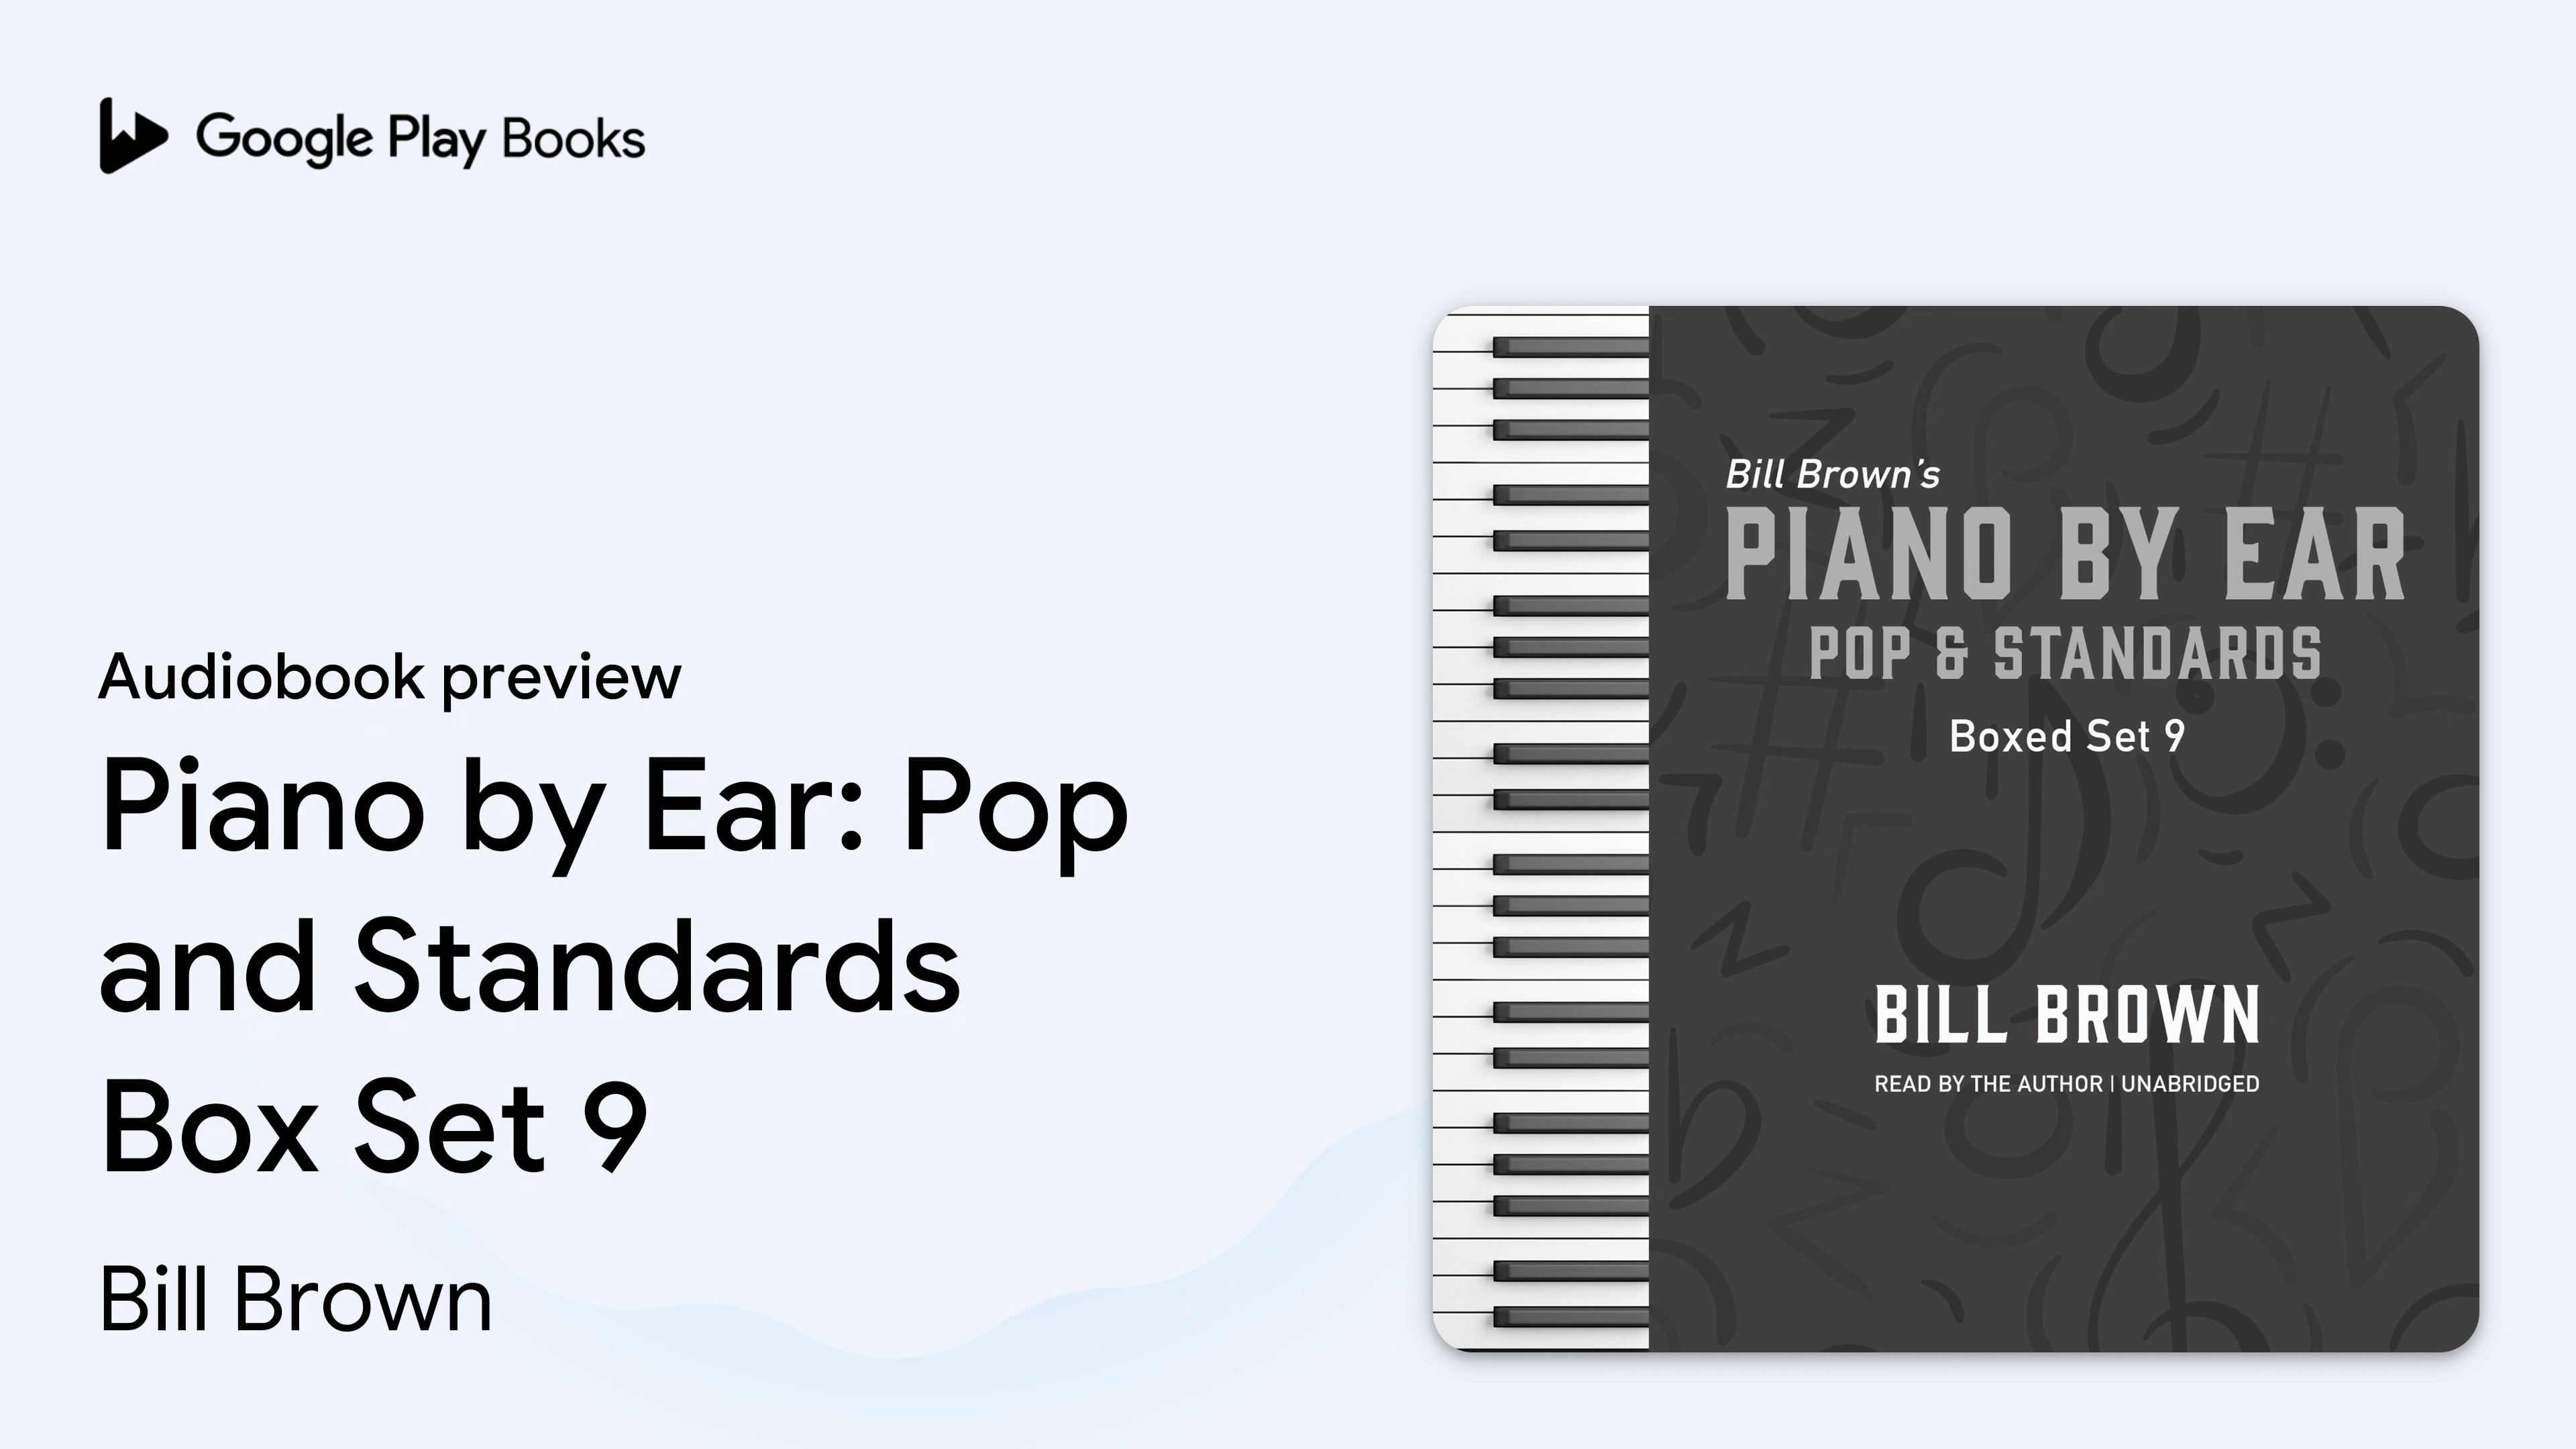 Google Play Books
Audiobook preview
Piano by Ear: Pop
and Standards
Box Set 9
Bill Brown
Bill Brown's
PIANO BY EAR
POP & STANDARDS
Boxed Set 9
BILL BROWN
READ BY THE AUTHOR | UNABRIDGED